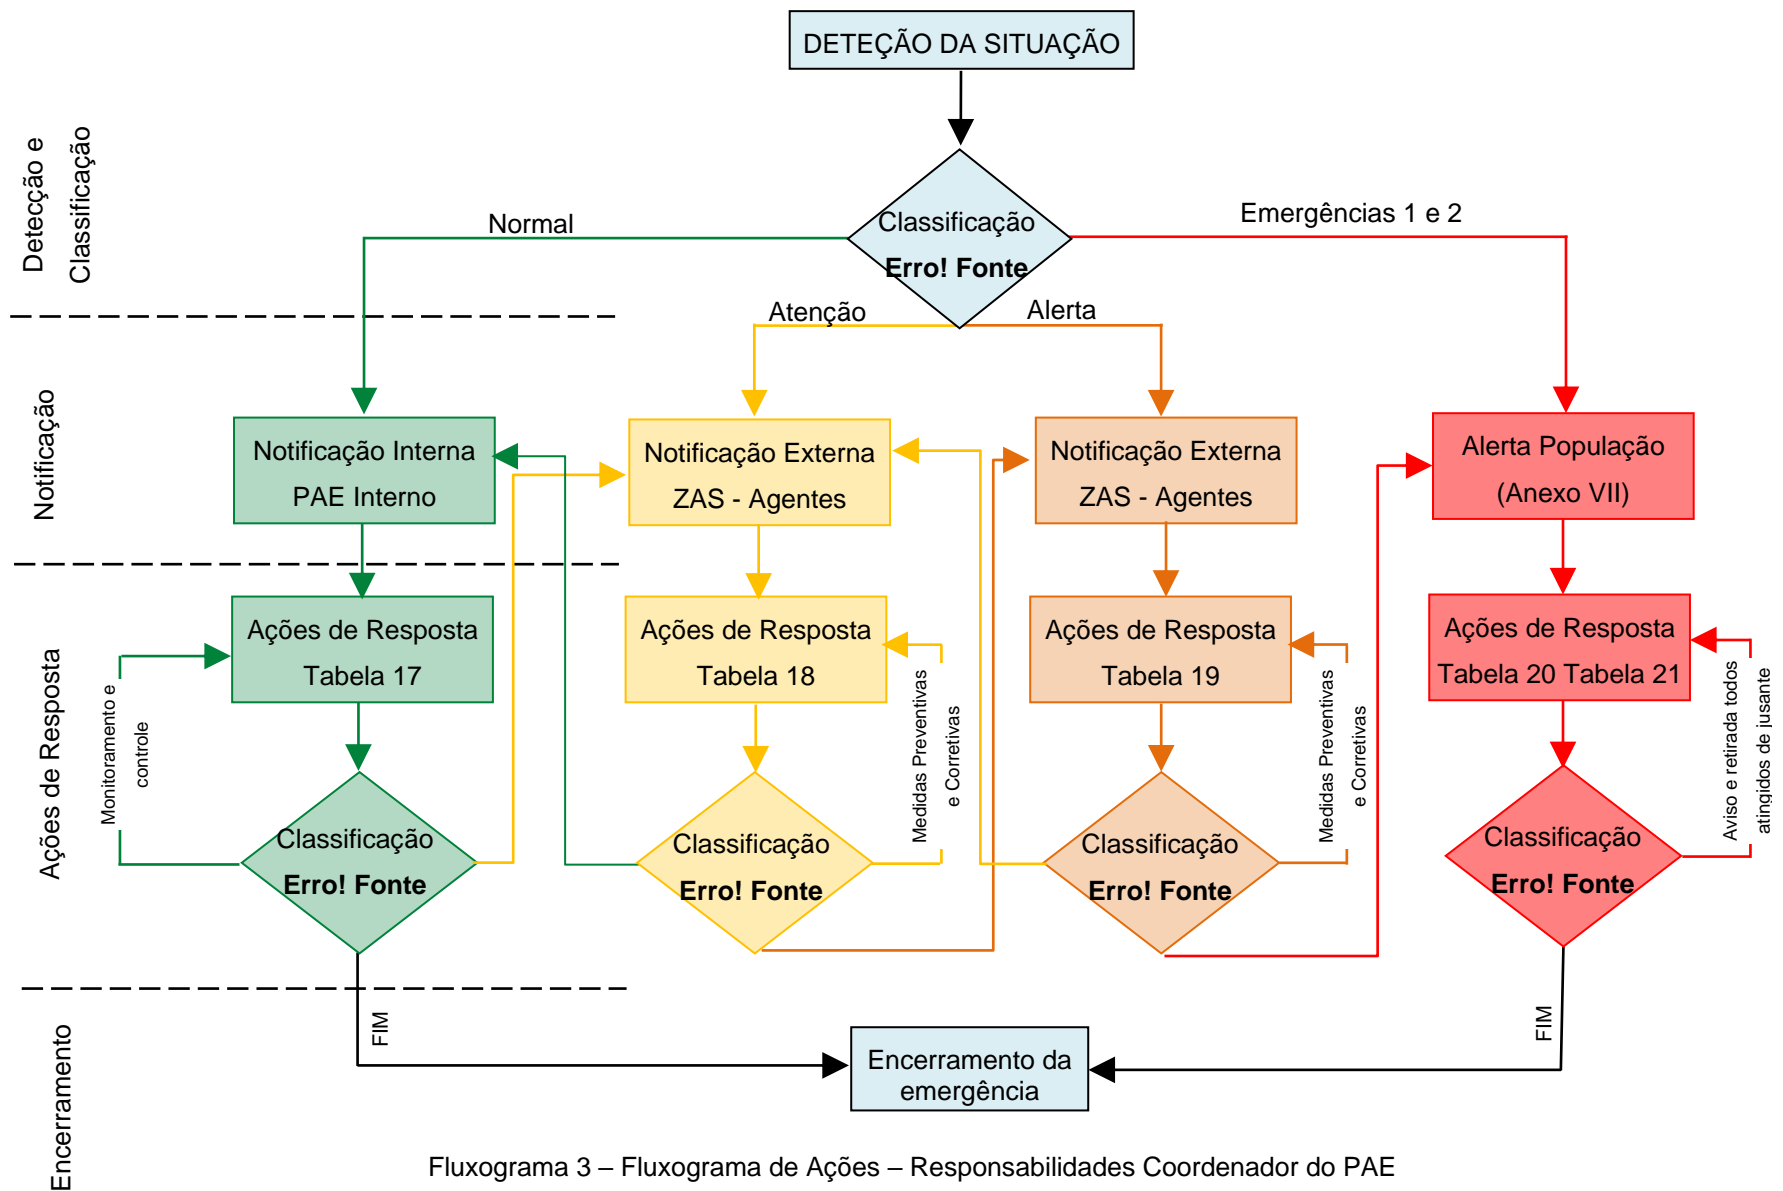 DETEÇÃO DA SITUAÇÃO
Detecção e
Classificação
Classificação
Erro! Fonte
Normal
Emergências 1 e 2
Atenção
Alerta
Notificação
Notificação Interna
PAE Interno
Notificação Externa
ZAS - Agentes
Notificação Externa
ZAS - Agentes
Alerta População
(Anexo VII)
Ações de Resposta
Ações de Resposta
Tabela 17
Ações de Resposta
Tabela 18
Ações de Resposta
Tabela 19
Ações de Resposta
Tabela 20 Tabela 21
Monitoramento e
controle
Medidas Preventivas
e Corretivas
Medidas Preventivas
e Corretivas
Aviso e retirada todos
atingidos de jusante
Classificação
Erro! Fonte
Classificação
Erro! Fonte
Classificação
Erro! Fonte
Classificação
Erro! Fonte
FIM
FIM
Encerramento
Encerramento da
emergência
Fluxograma 3 – Fluxograma de Ações – Responsabilidades Coordenador do PAE